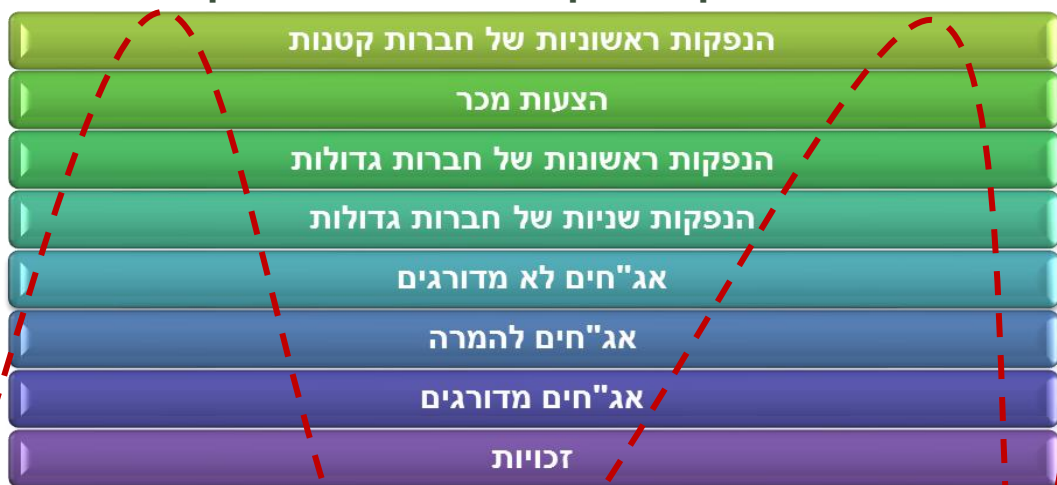 הנפקות ראשוניות של חברות קטנות
הצעות מכר
הנפקות ראשונות של חברות גדולות
הנפקות שניות של חברות גדולות
אג"חים לא מדורגים
אג"חים להמרה
אג"חים מדורגים
זכויות